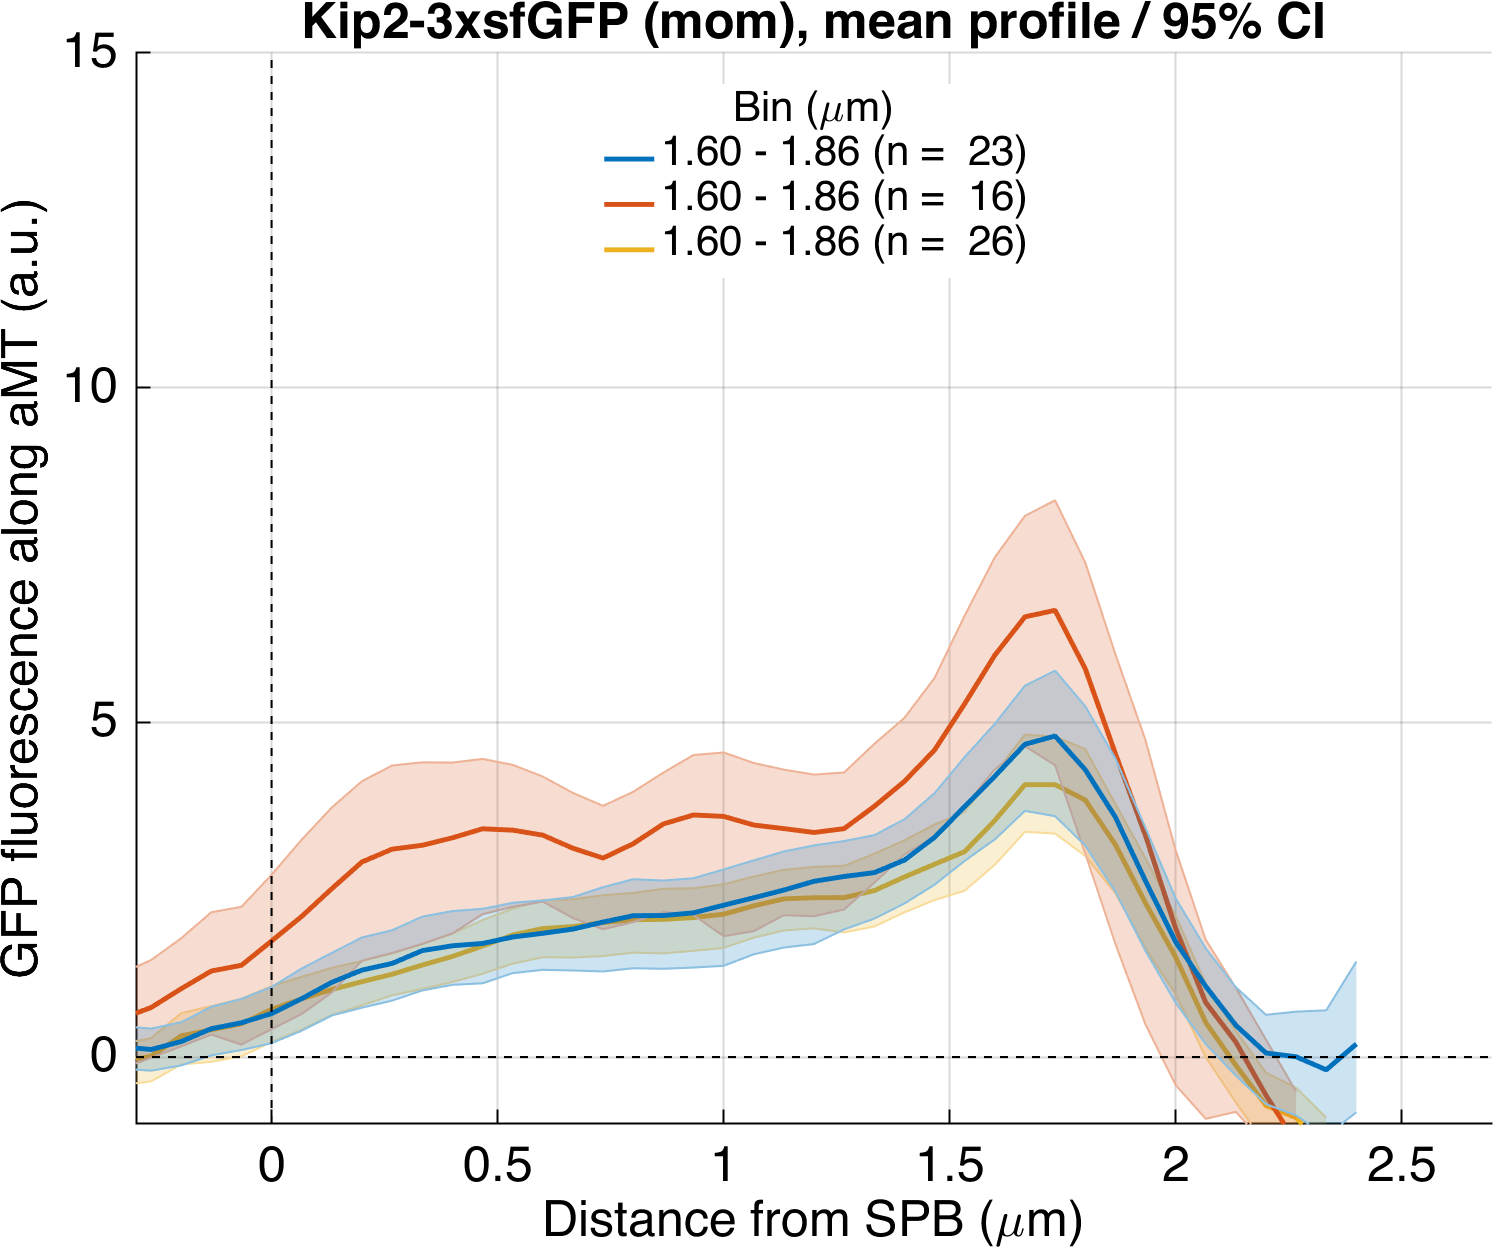 Kip2-3xsfGFP (mom), mean profile / 95% CI
15
10
5
0
GFP fluorescence along aMT (a.u.)
Bin (μm)
1.60 - 1.86 (n = 23)
1.60 - 1.86 (n = 16)
1.60 - 1.86 (n = 26)
0 0.5 1 1.5 2 2.5
Distance from SPB (μm)